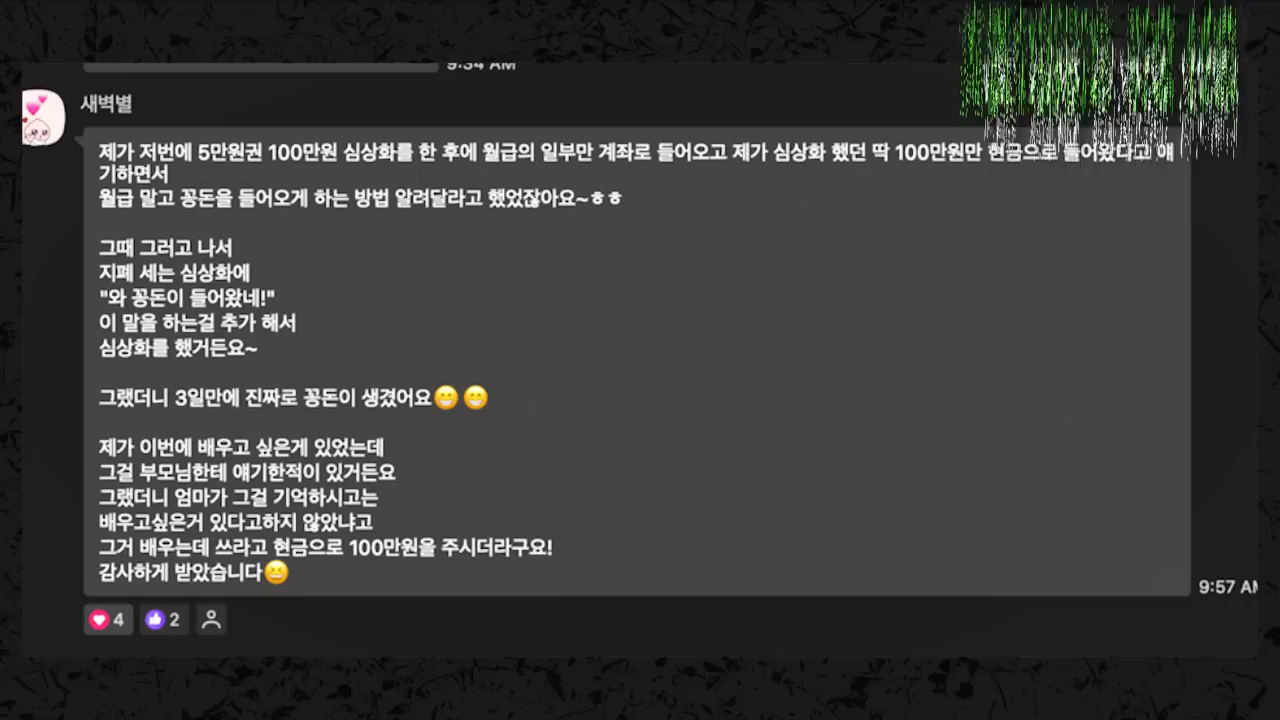 9:34 AM
새벽별
제가 저번에 5만원권 100만원 심상화를 한 후에 월급의 일부만 계좌로 들어오고 제가 심상화 했던 딱 100만원만 현금으로 들어왔다고 얘
기하면서
월급 말고 꽁돈을 들어오게 하는 방법 알려달라고 했었잖아요~ㅎㅎ
그때 그러고 나서
지폐 세는 심상화에
"와 꽁돈이 들어왔네!"
이 말을 하는걸 추가 해서
심상화를 했거든요~
그랬더니 3일만에 진짜로 꽁돈이 생겼어요😁😁
제가 이번에 배우고 싶은게 있었는데
그걸 부모님한테 얘기한적이 있거든요
그랬더니 엄마가 그걸 기억하시고는
배우고싶은거 있다고하지 않았냐고
그거 배우는데 쓰라고 현금으로 100만원을 주시더라구요!
감사하게 받았습니다😆
9:57 AM
4 2